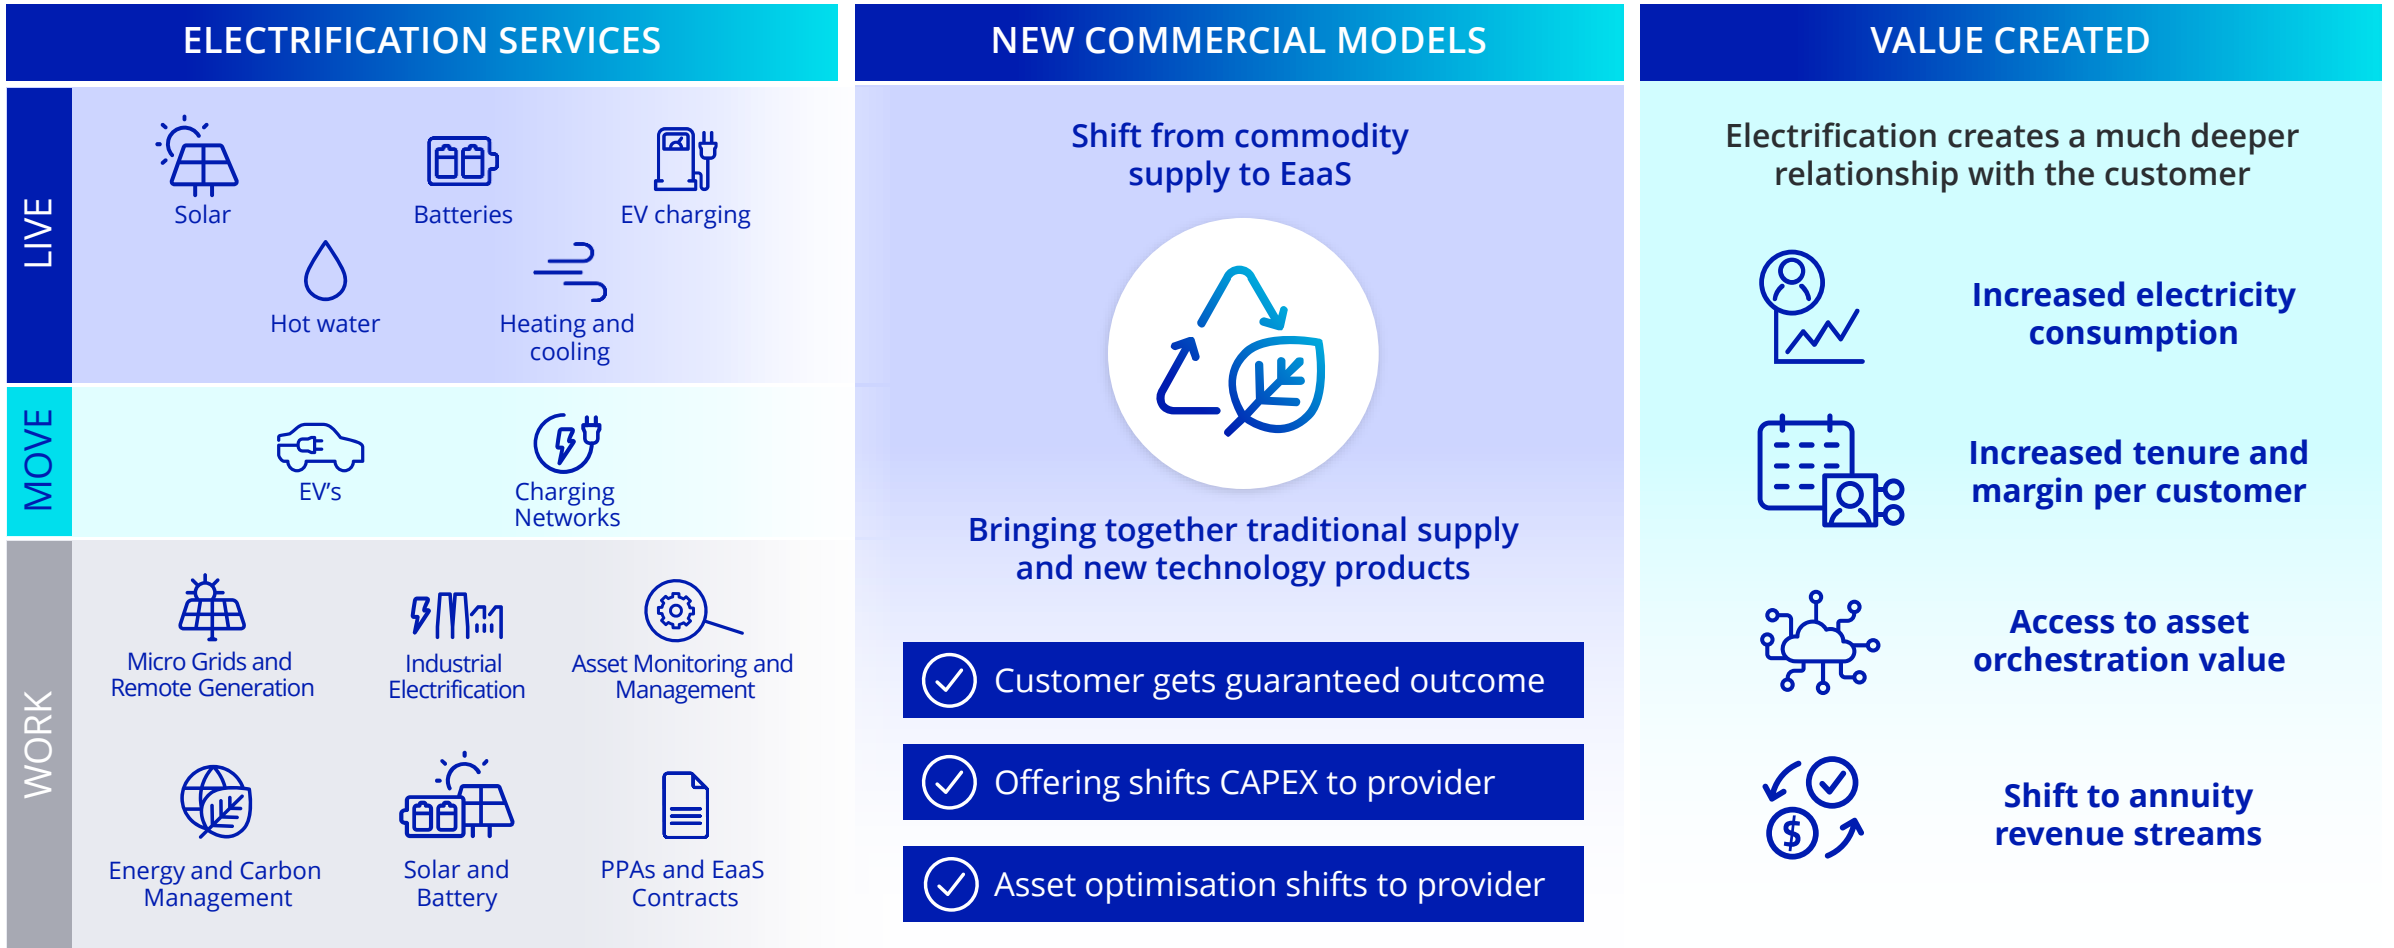 ELECTRIFICATION SERVICES
LIVE
Solar
Batteries
EV charging
Hot water
Heating and
cooling
MOVE
EV’s
Charging
Networks
WORK
Micro Grids and
Remote Generation
Industrial
Electrification
Asset Monitoring and
Management
Energy and Carbon
Management
Solar and
Battery
PPAs and EaaS
Contracts
NEW COMMERCIAL MODELS
Shift from commodity
supply to EaaS
Bringing together traditional supply
and new technology products
Customer gets guaranteed outcome
Offering shifts CAPEX to provider
Asset optimisation shifts to provider
VALUE CREATED
Electrification creates a much deeper
relationship with the customer
Increased electricity
consumption
Increased tenure and
margin per customer
Access to asset
orchestration value
$
Shift to annuity
revenue streams